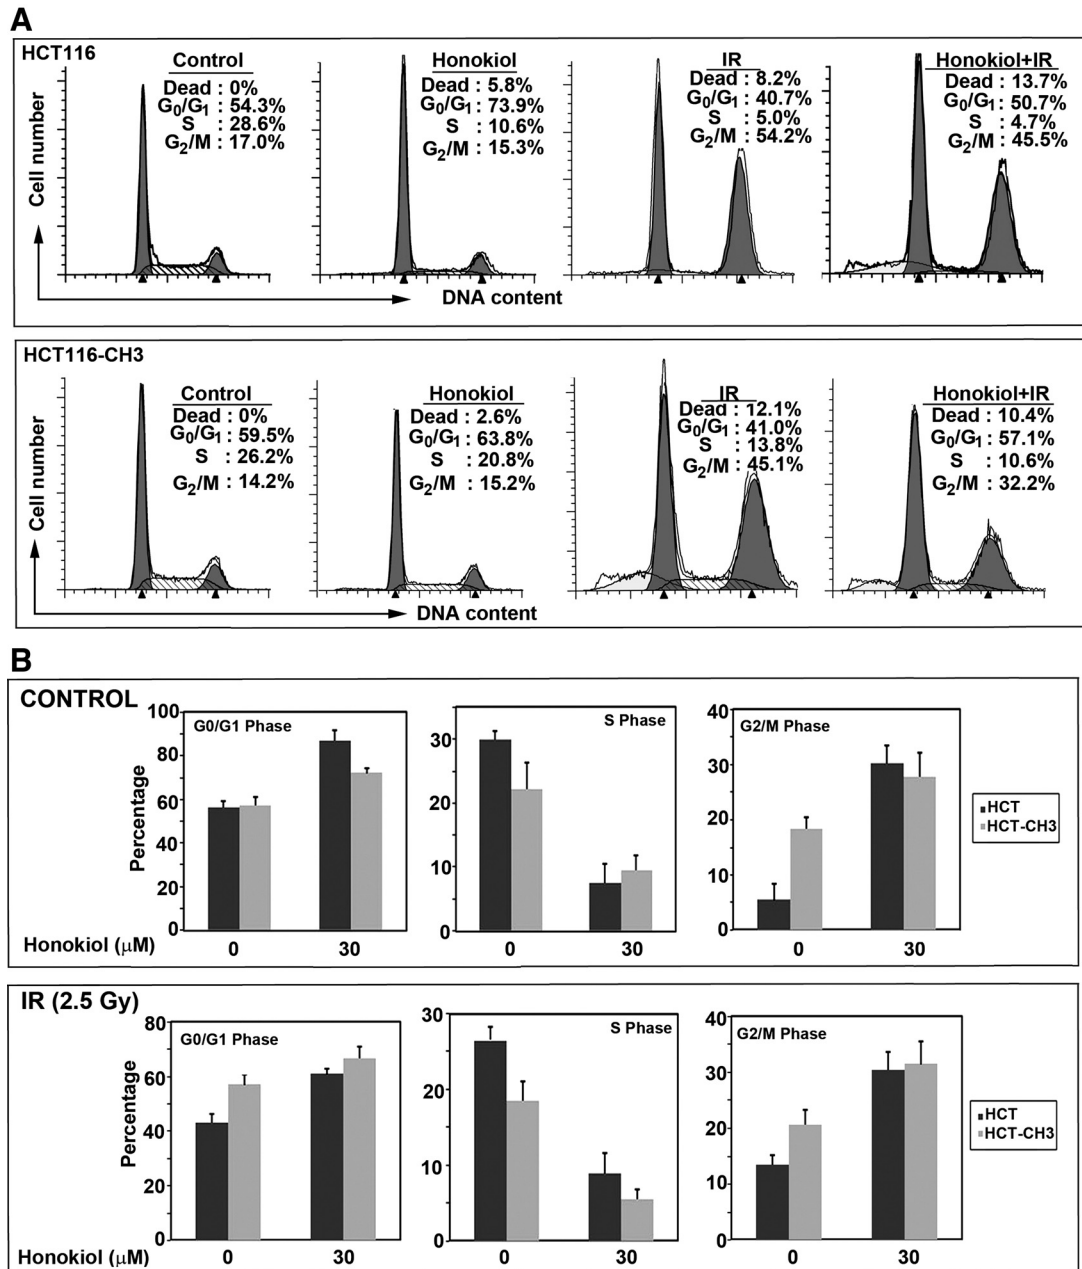 A
HCT116
Control
Dead : 0%
G0/G1 : 54.3%
S : 28.6%
G2/M : 17.0%
Honokiol
Dead : 5.8%
G0/G1 : 73.9%
S : 10.6%
G2/M : 15.3%
IR
Dead : 8.2%
G0/G1 : 40.7%
S : 5.0%
G2/M : 54.2%
Honokiol+IR
Dead : 13.7%
G0/G1 : 50.7%
S : 4.7%
G2/M : 45.5%
Cell number
DNA content
HCT116-CH3
Control
Dead : 0%
G0/G1 : 59.5%
S : 26.2%
G2/M : 14.2%
Honokiol
Dead : 2.6%
G0/G1 : 63.8%
S : 20.8%
G2/M : 15.2%
IR
Dead : 12.1%
G0/G1 : 41.0%
S : 13.8%
G2/M : 45.1%
Honokiol+IR
Dead : 10.4%
G0/G1 : 57.1%
S : 10.6%
G2/M : 32.2%
Cell number
DNA content
B
CONTROL
Percentage
100
80
60
40
20
0
G0/G1 Phase
30
20
10
0
S Phase
40
30
20
10
0
G2/M Phase
HCT
HCT-CH3
Honokiol (μM) 0 30 0 30 0 30
IR (2.5 Gy)
Percentage
80
60
40
20
0
G0/G1 Phase
30
20
10
0
S Phase
40
30
20
10
0
G2/M Phase
HCT
HCT-CH3
Honokiol (μM) 0 30 0 30 0 30